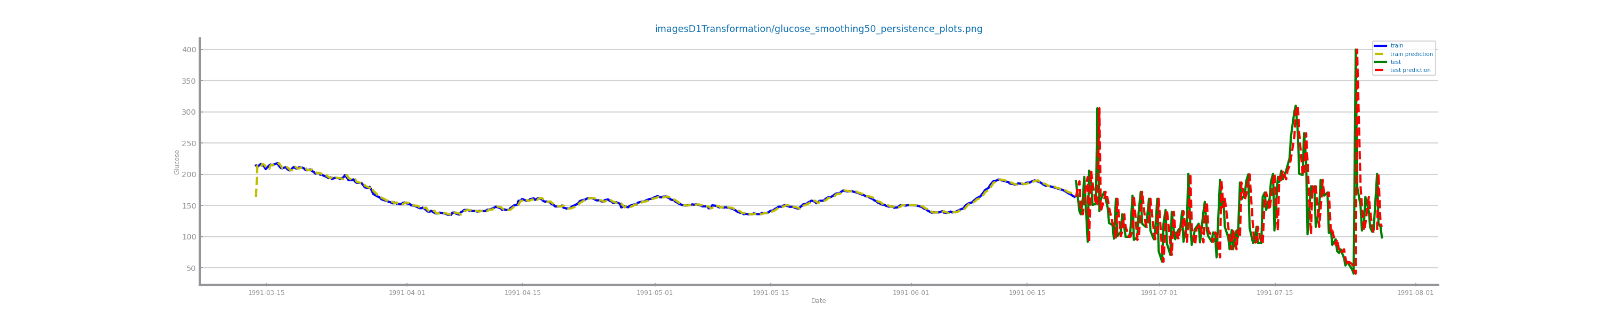 imagesD1Transformation/glucose_smoothing50_persistence_plots.png
train
train prediction
test
test prediction
Glucose
400
350
300
250
200
150
100
50
1991-03-15
1991-04-01
1991-04-15
1991-05-01
1991-05-15
1991-06-01
1991-06-15
1991-07-01
1991-07-15
1991-08-01
Date